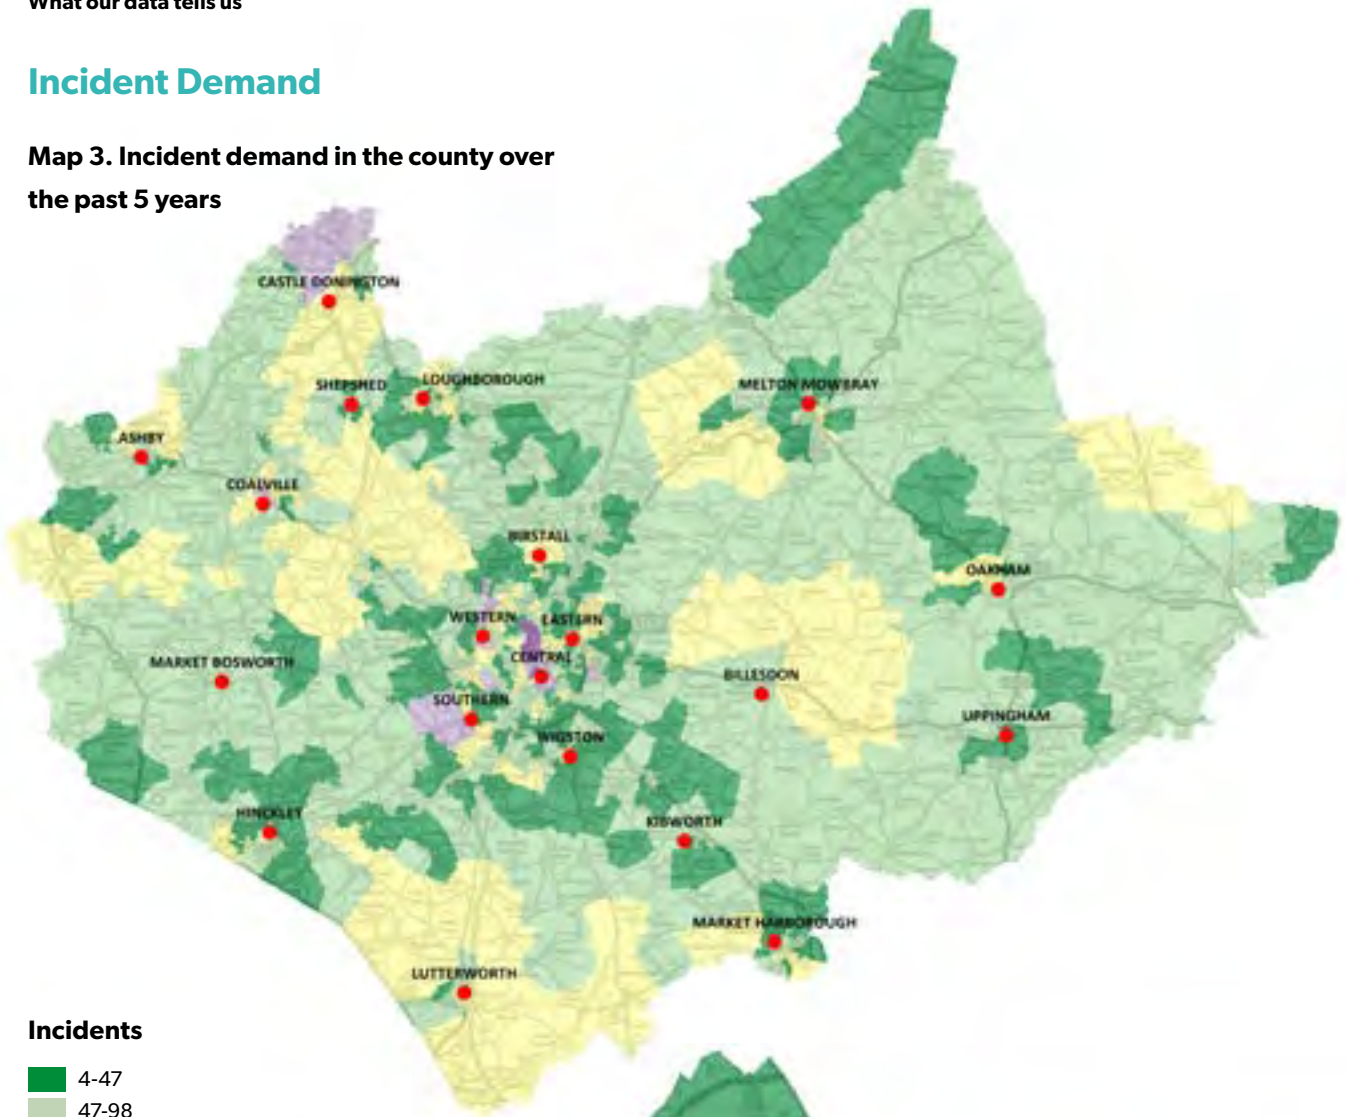 What our data tells us
Incident Demand
Map 3. Incident demand in the county over
the past 5 years
CASTLE DONINGTON
SHEPSHED
LOUGHBOROUGH
MELTON MOWBRAY
ASHBY
COALVILLE
BIRSTALL
OAKHAM
WESTERN
EASTERN
CENTRAL
MARKET BOSWORTH
BILLESDON
SOUTHERN
UPPINGHAM
WIGSTON
HINCKLEY
KIBWORTH
MARKET HARBOROUGH
LUTTERWORTH
Incidents
4-47
47-98